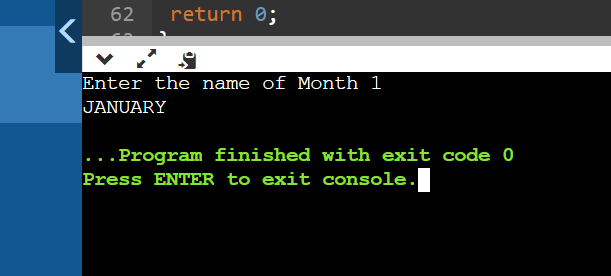 62 return 0;
Enter the name of Month 1
JANUARY
...Program finished with exit code 0
Press ENTER to exit console.